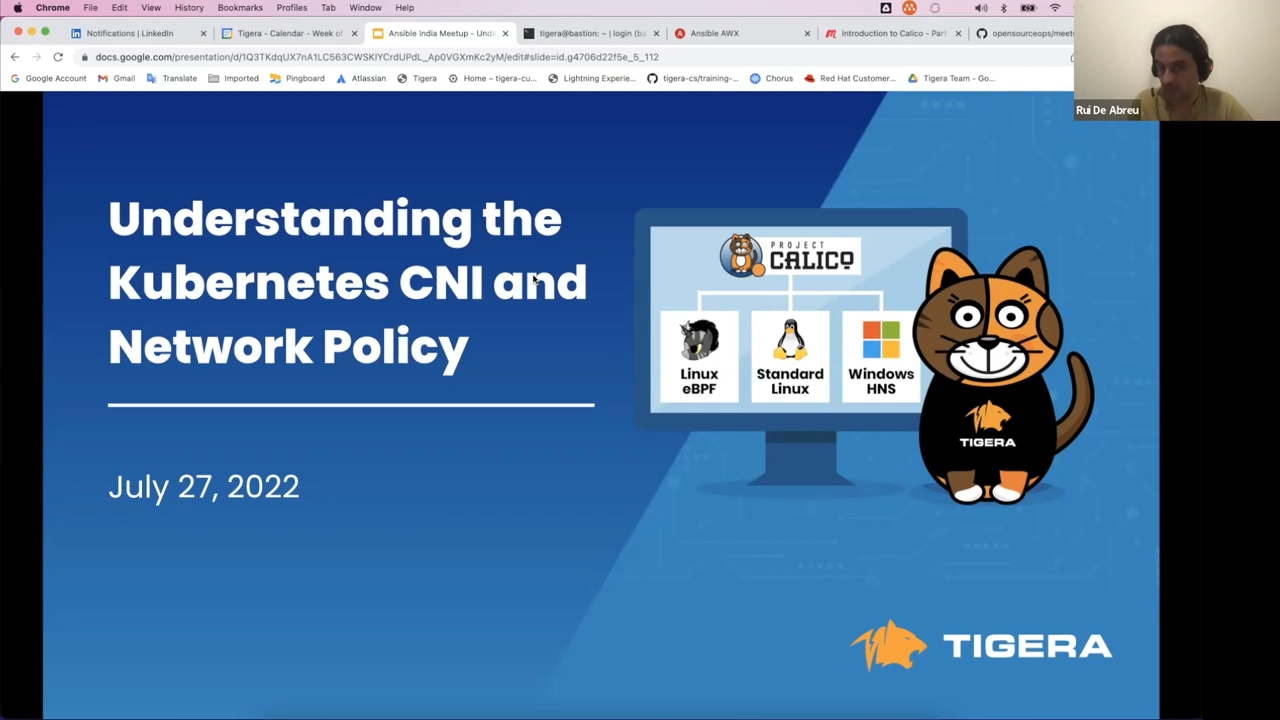 Chrome File Edit View History Bookmarks Profiles Tab Window Help
Notifications | LinkedIn
Tigera - Calendar - Week of
Ansible India Meetup - Unde
tigera@bastion: ~ | login (ba
Ansible AWX
Introduction to Calico - Part
opensourceops/meet
docs.google.com/presentation/d/1Q3TKdqUX7nA1LC563CWSKlYCrdUPdL_Ap0VGXmKc2yM/edit#slide=id.g4706d22f5e_5_112
Google Account Gmail Translate Imported Pingboard Atlassian Tigera Home – tigera-cu... Lightning Experie... tigera-cs/training-... Chorus Red Hat Customer... Tigera Team - Go...
Rui De Abreu
Understanding the
Kubernetes CNI and
Network Policy
July 27, 2022
PROJECT
CALICO
Linux
eBPF
Standard
Linux
Windows
HNS
TIGERA
TIGERA